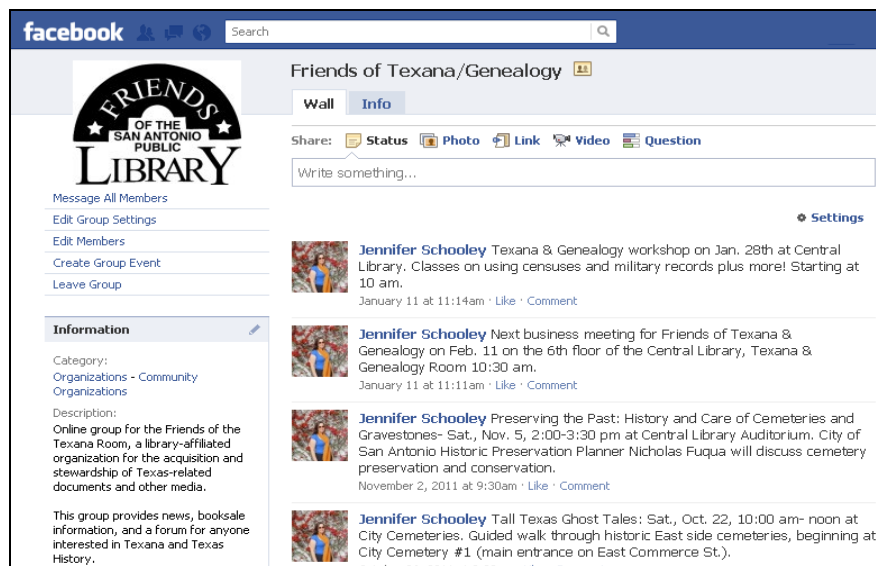 facebook
Search
FRIENDS
OF THE
SAN ANTONIO
PUBLIC
LIBRARY
Message All Members
Edit Group Settings
Edit Members
Create Group Event
Leave Group
Information
Category:
Organizations - Community
Organizations
Description:
Online group for the Friends of the
Texana Room, a library-affiliated
organization for the acquisition and
stewardship of Texas-related
documents and other media.
This group provides news, booksale
information, and a forum for anyone
interested in Texana and Texas
History.
Friends of Texana/Genealogy
Wall Info
Share: Status Photo Link Video Question
Write something...
Settings
Jennifer Schooley Texana & Genealogy workshop on Jan. 28th at Central
Library. Classes on using censuses and military records plus more! Starting at
10 am.
January 11 at 11:14am · Like · Comment
Jennifer Schooley Next business meeting for Friends of Texana &
Genealogy on Feb. 11 on the 6th floor of the Central Library, Texana &
Genealogy Room 10:30 am.
January 11 at 11:11am · Like · Comment
Jennifer Schooley Preserving the Past: History and Care of Cemeteries and
Gravestones- Sat., Nov. 5, 2:00-3:30 pm at Central Library Auditorium. City of
San Antonio Historic Preservation Planner Nicholas Fuqua will discuss cemetery
preservation and conservation.
November 2, 2011 at 9:30am · Like · Comment
Jennifer Schooley Tall Texas Ghost Tales: Sat., Oct. 22, 10:00 am- noon at
City Cemeteries. Guided walk through historic East side cemeteries, beginning at
City Cemetery #1 (main entrance on East Commerce St.).